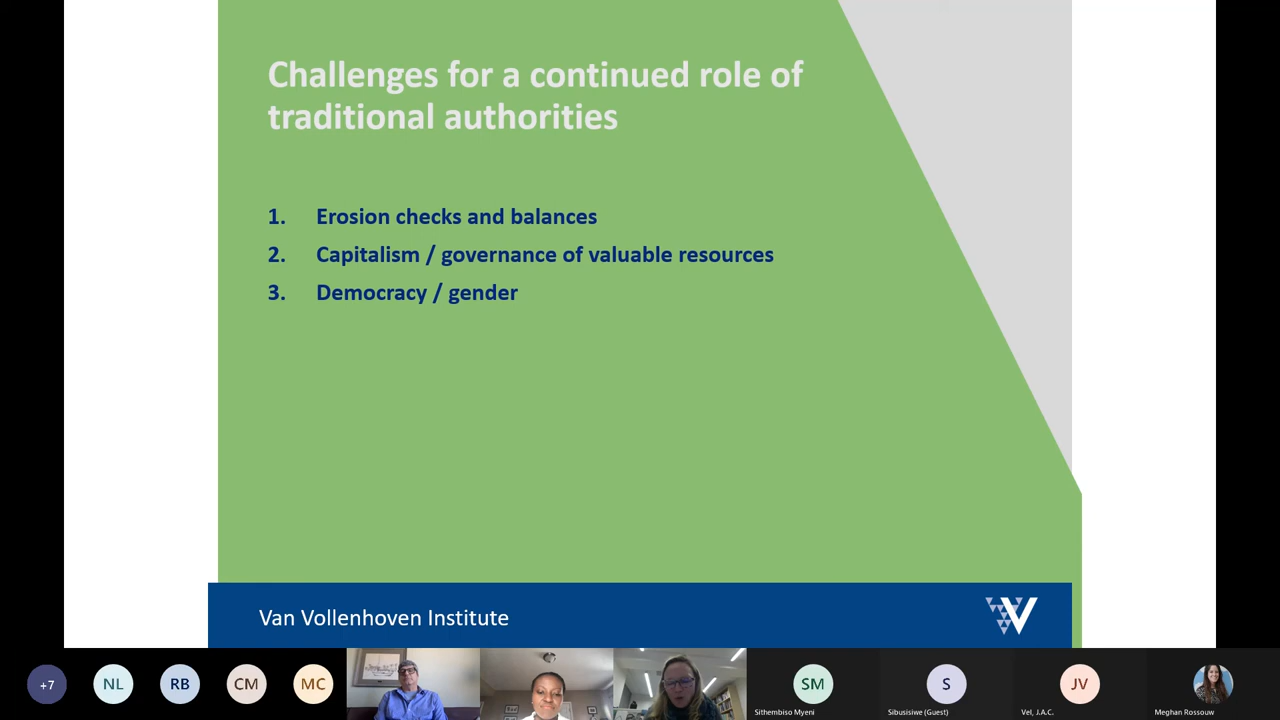 Challenges for a continued role of
traditional authorities
1. Erosion checks and balances
2. Capitalism / governance of valuable resources
3. Democracy / gender
Van Vollenhoven Institute
+7
NL
RB
CM
MC
SM
Sithembiso Myeni
S
Sibusisiwe (Guest)
JV
Vel, J.A.C.
Meghan Rossouw